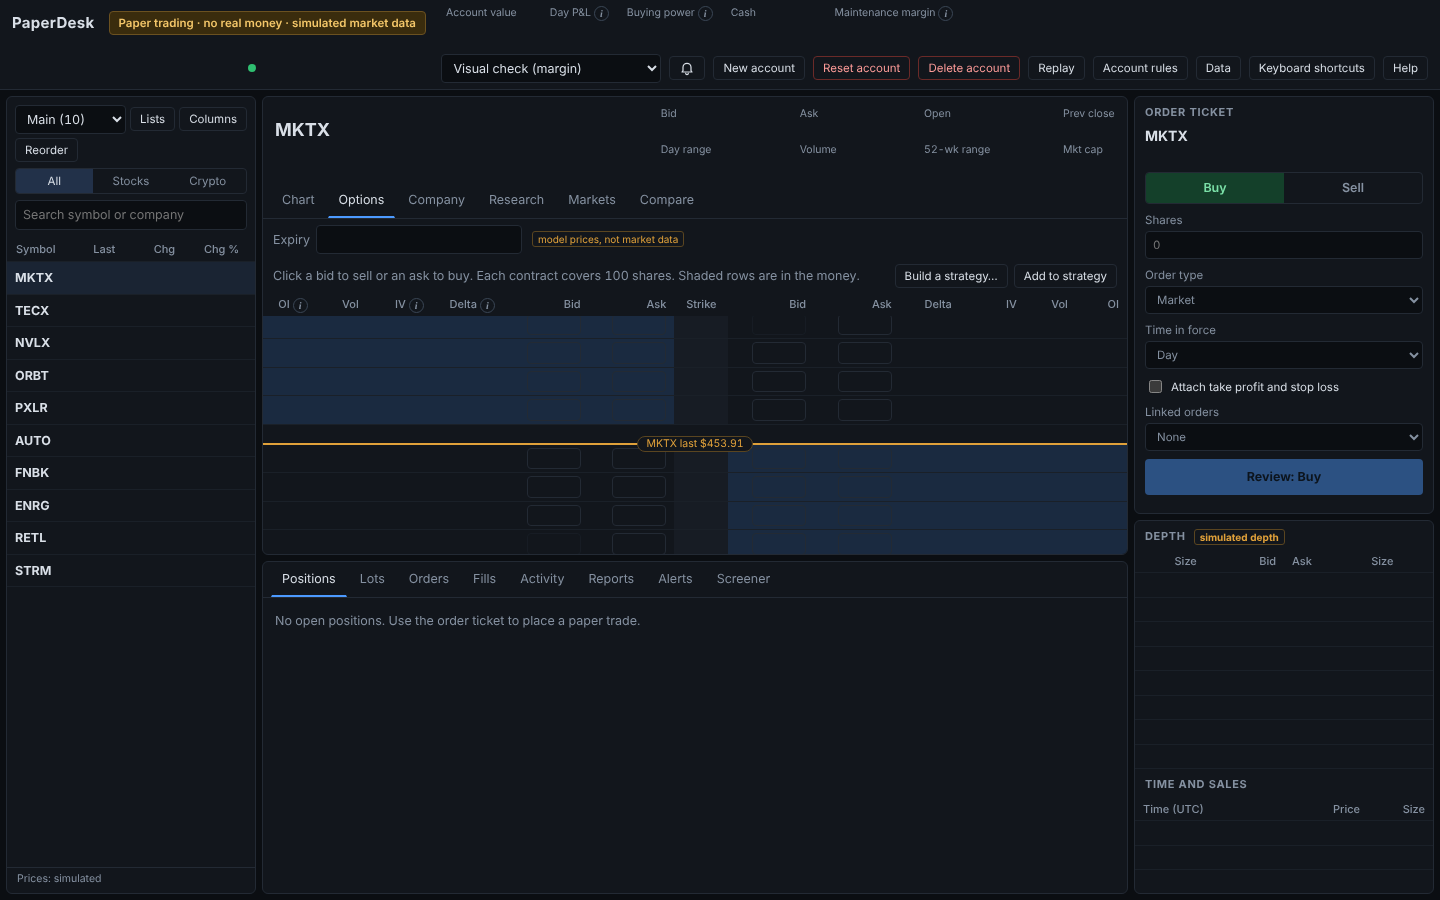 PaperDesk
Paper trading · no real money · simulated market data
Account value
Day P&L i
Buying power i
Cash
Maintenance margin i
Visual check (margin)
New account
Reset account
Delete account
Replay
Account rules
Data
Keyboard shortcuts
Help
Main (10)
Lists
Columns
Reorder
All
Stocks
Crypto
Search symbol or company
Symbol Last Chg Chg %
MKTX
TECX
NVLX
ORBT
PXLR
AUTO
FNBK
ENRG
RETL
STRM
Prices: simulated
MKTX
Bid Ask Open Prev close
Day range Volume 52-wk range Mkt cap
Chart Options Company Research Markets Compare
Expiry
model prices, not market data
Click a bid to sell or an ask to buy. Each contract covers 100 shares. Shaded rows are in the money.
Build a strategy...
Add to strategy
OI i Vol IV i Delta i Bid Ask Strike Bid Ask Delta IV Vol OI
MKTX last $453.91
Positions Lots Orders Fills Activity Reports Alerts Screener
No open positions. Use the order ticket to place a paper trade.
ORDER TICKET
MKTX
Buy Sell
Shares
0
Order type
Market
Time in force
Day
Attach take profit and stop loss
Linked orders
None
Review: Buy
DEPTH simulated depth
Size Bid Ask Size
TIME AND SALES
Time (UTC) Price Size